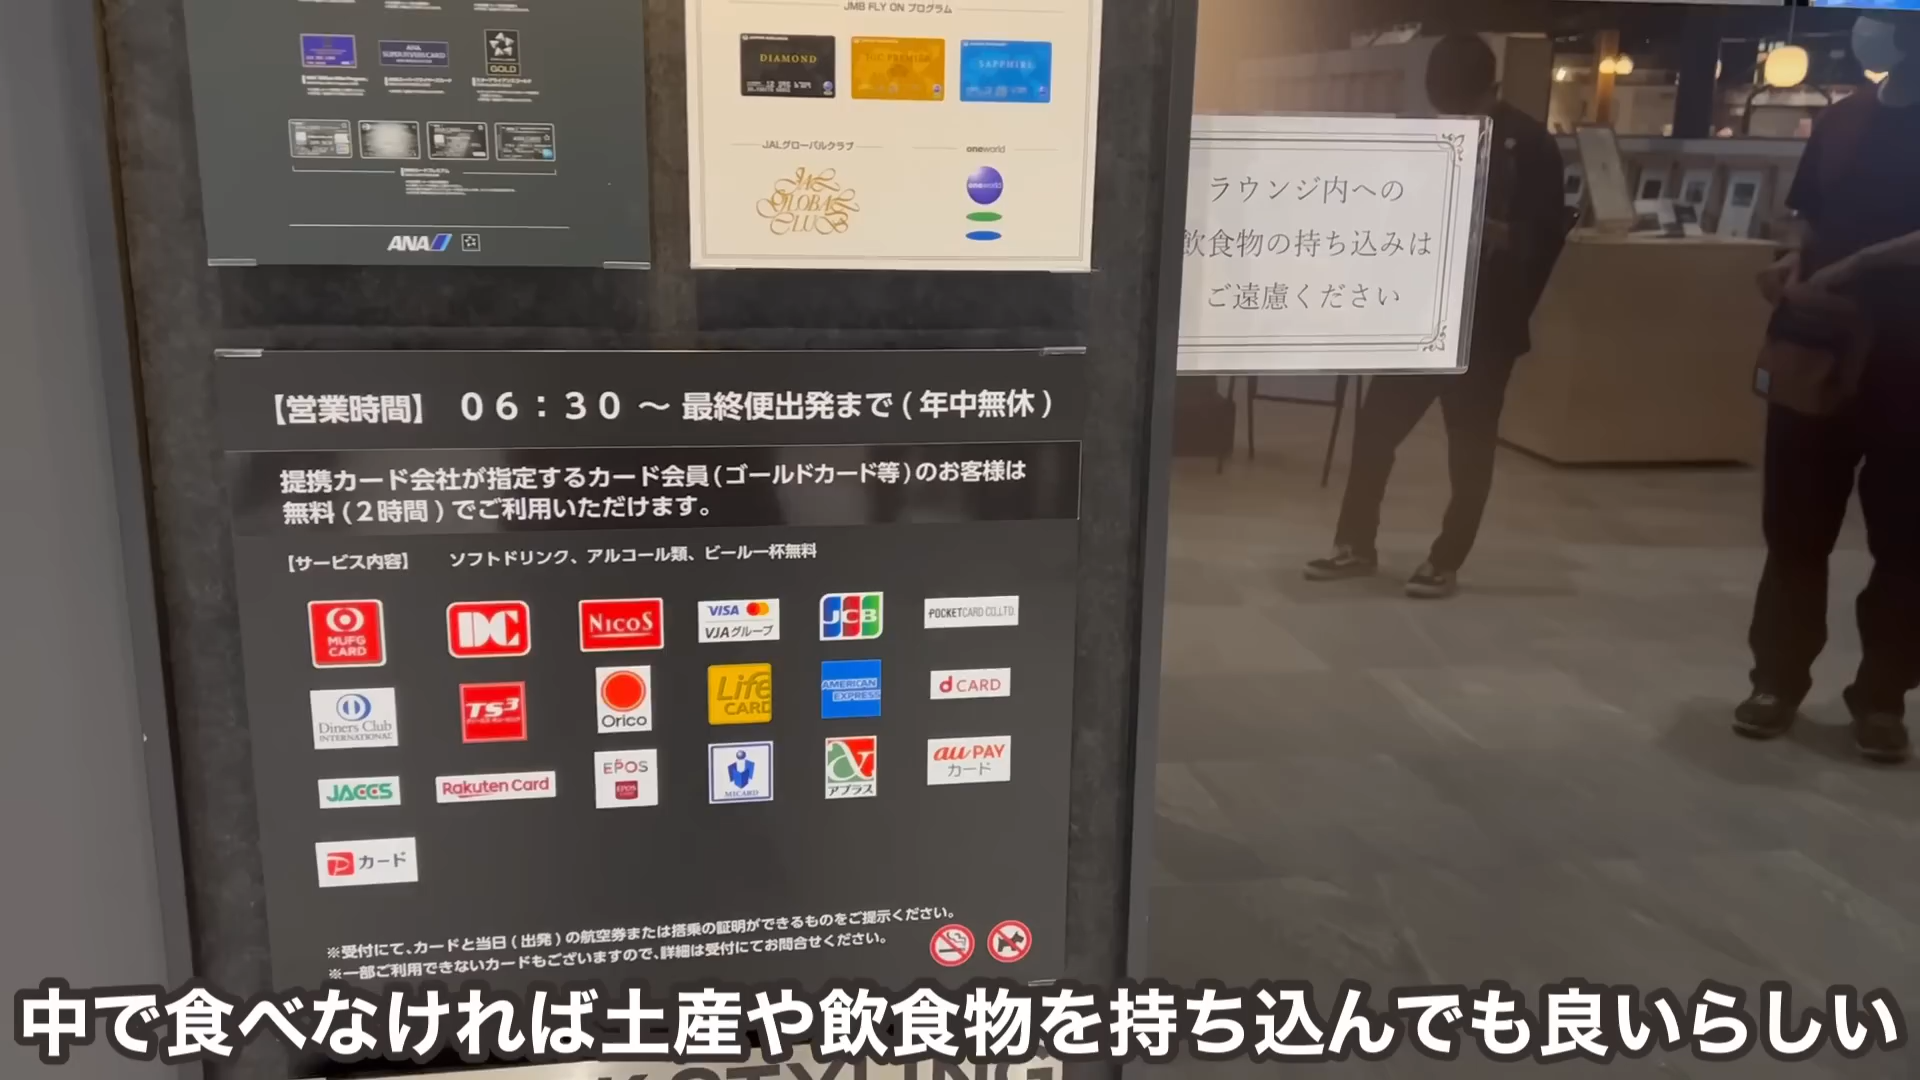 JMB FLY ON プログラム
DIAMOND
JGC PREMIER
SAPPHIRE
ANA
SUPER FLYERS CARD
GOLD
JALグローバルクラブ
oneworld
JAL
GLOBAL
CLUB
oneworld
ANA
ラウンジ内への
飲食物の持ち込みは
ご遠慮ください
【営業時間】 06：30 ～ 最終便出発まで(年中無休)
提携カード会社が指定するカード会員(ゴールドカード等)のお客様は
無料(2時間)でご利用いただけます。
【サービス内容】 ソフトドリンク、アルコール類、ビール一杯無料
MUFG
CARD
DC
NICOS
VISA
VJAグループ
JCB
POCKETCARD CO.,LTD.
Diners Club
INTERNATIONAL
TS3
Orico
Life
CARD
AMERICAN
EXPRESS
d CARD
JACCS
Rakuten Card
EPOS
MICARD
アプラス
au PAY
カード
カード
※受付にて、カードと当日(出発)の航空券または搭乗の証明ができるものをご提示ください。
※一部ご利用できないカードもございますので、詳細は受付にてお問合せください。
中で食べなければ土産や飲食物を持ち込んでも良いらしい